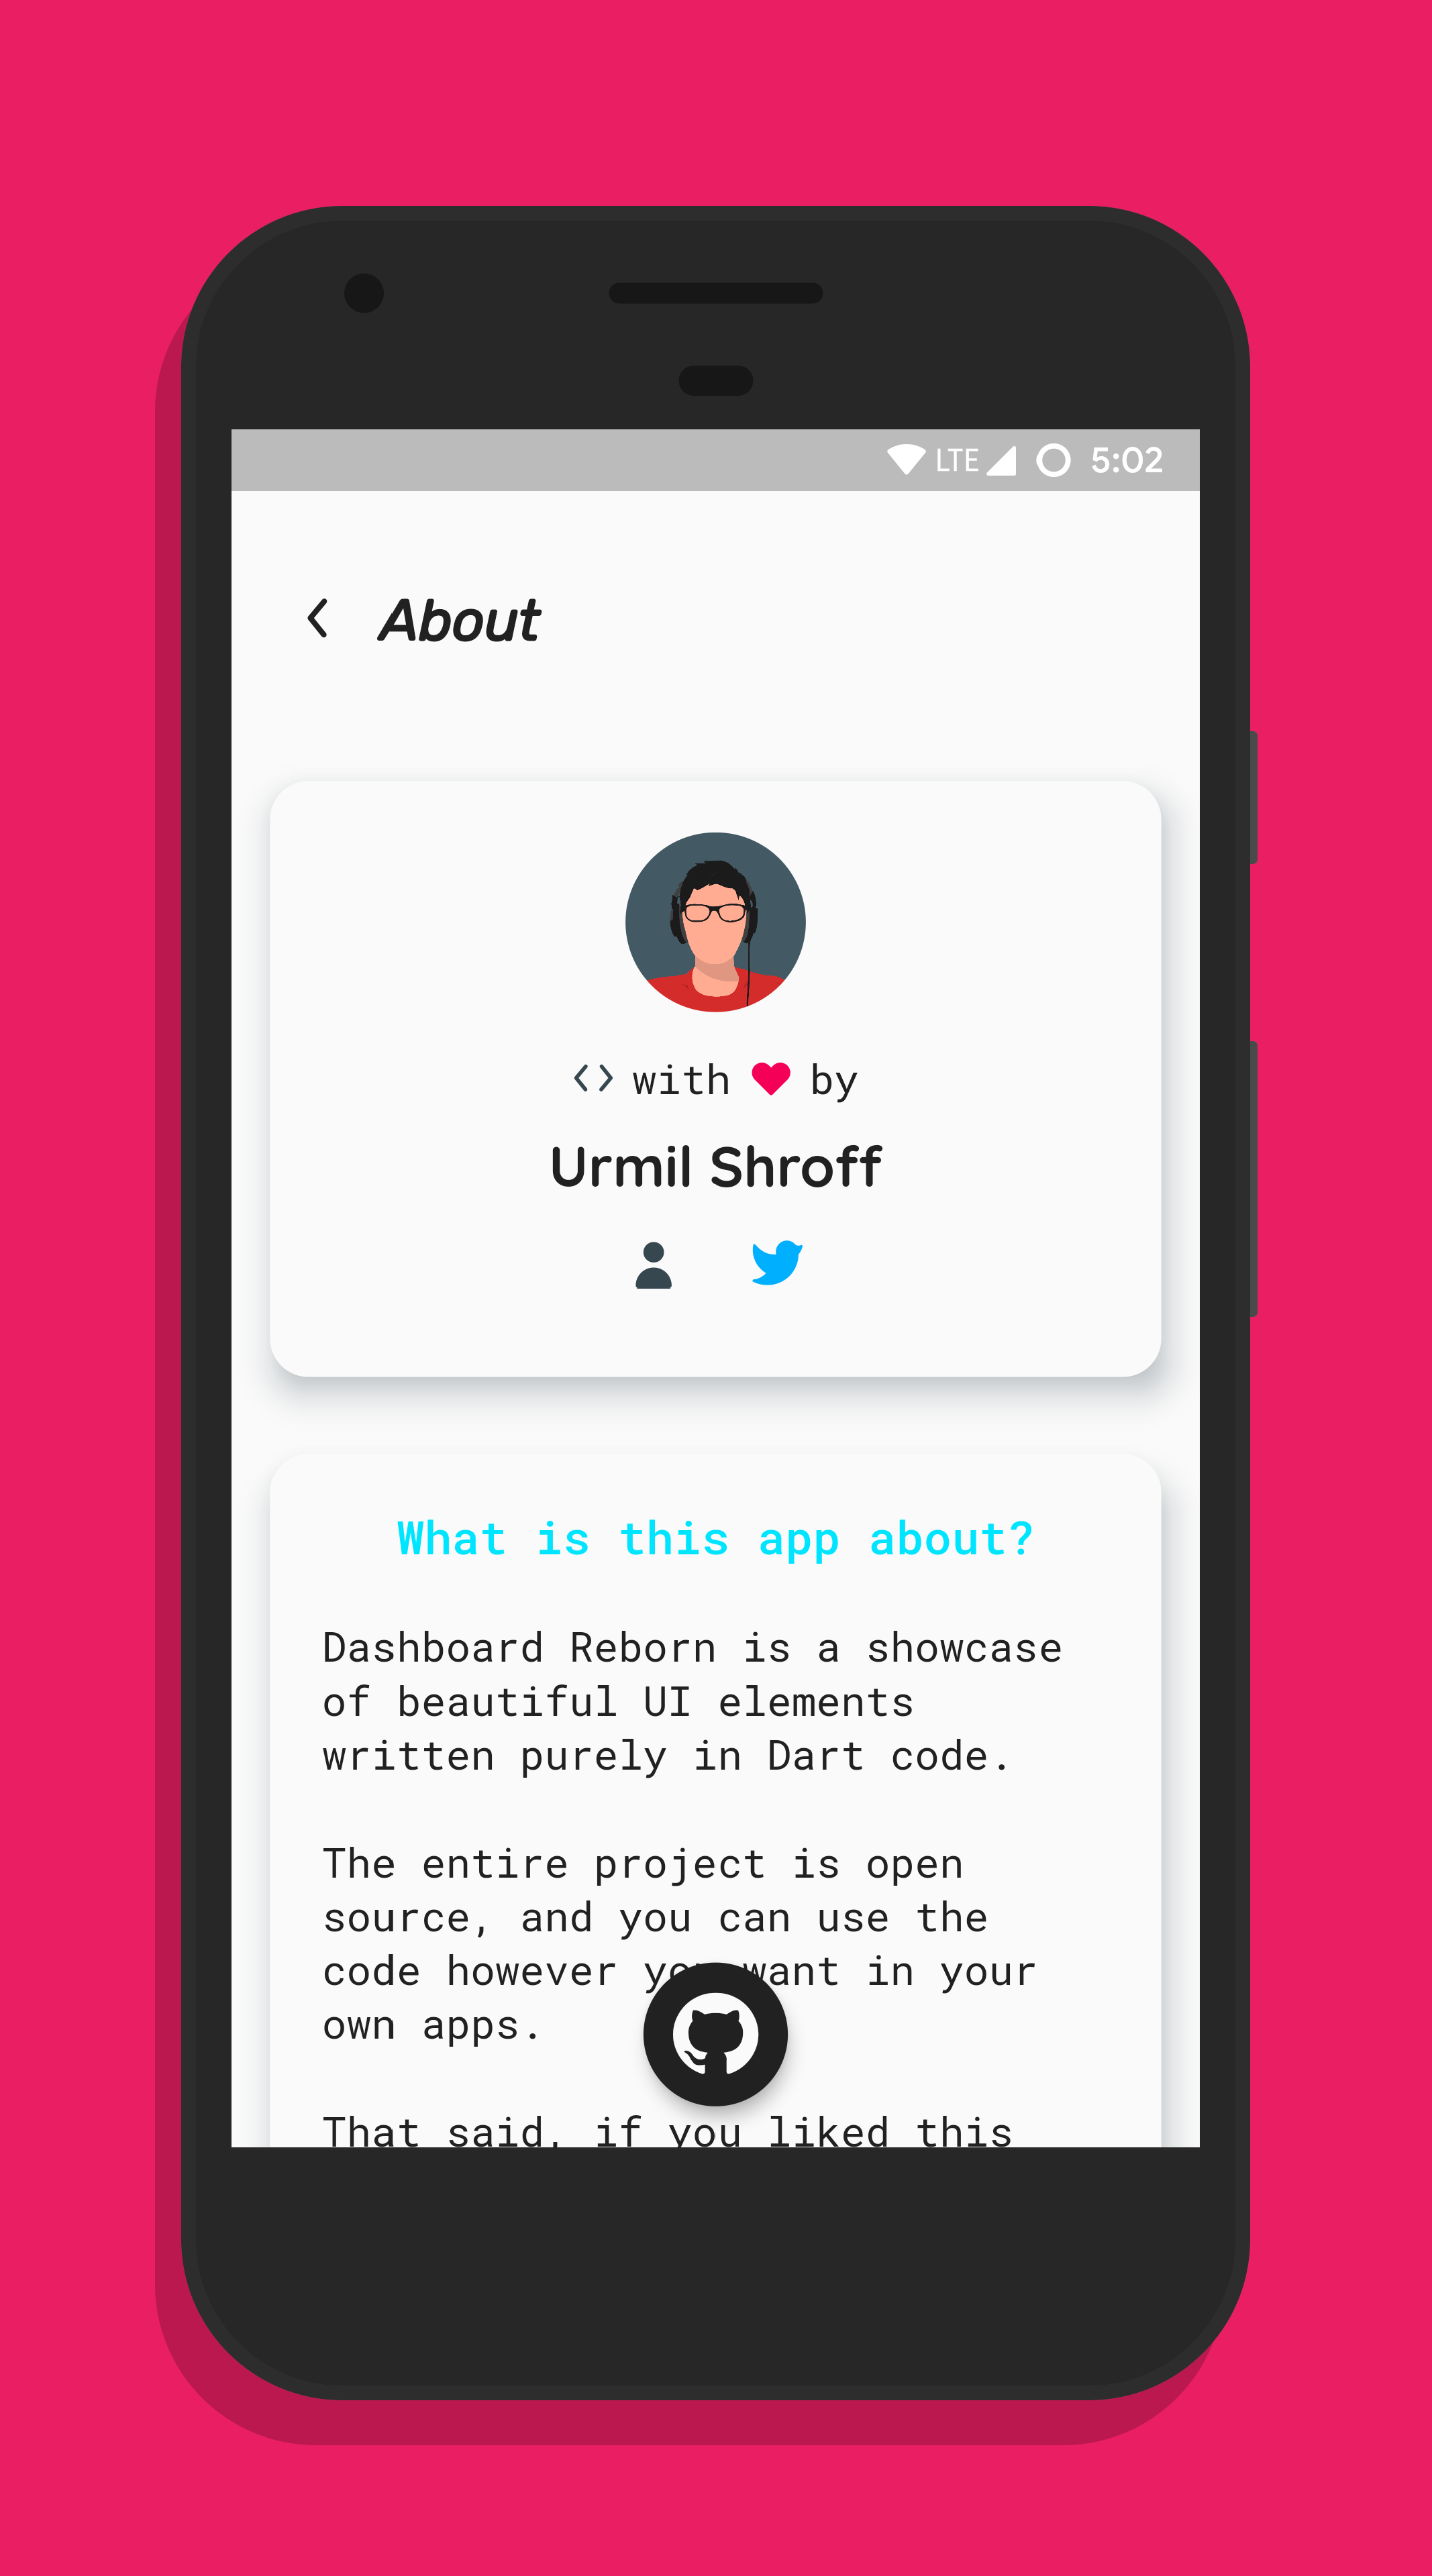 LTE 5:02
About
<> with ♥ by
Urmil Shroff
What is this app about?
Dashboard Reborn is a showcase
of beautiful UI elements
written purely in Dart code.
The entire project is open
source, and you can use the
code however you want in your
own apps.
That said, if you liked this